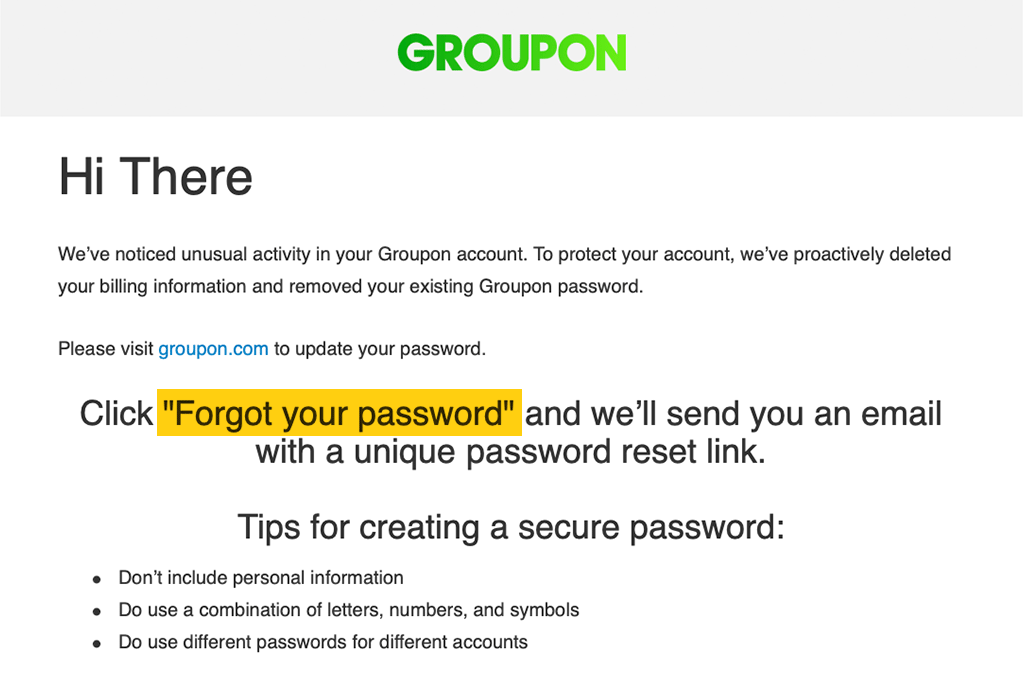 GROUPON
Hi There
We’ve noticed unusual activity in your Groupon account. To protect your account, we’ve proactively deleted
your billing information and removed your existing Groupon password.
Please visit groupon.com to update your password.
Click "Forgot your password" and we’ll send you an email
with a unique password reset link.
Tips for creating a secure password:
• Don’t include personal information
• Do use a combination of letters, numbers, and symbols
• Do use different passwords for different accounts